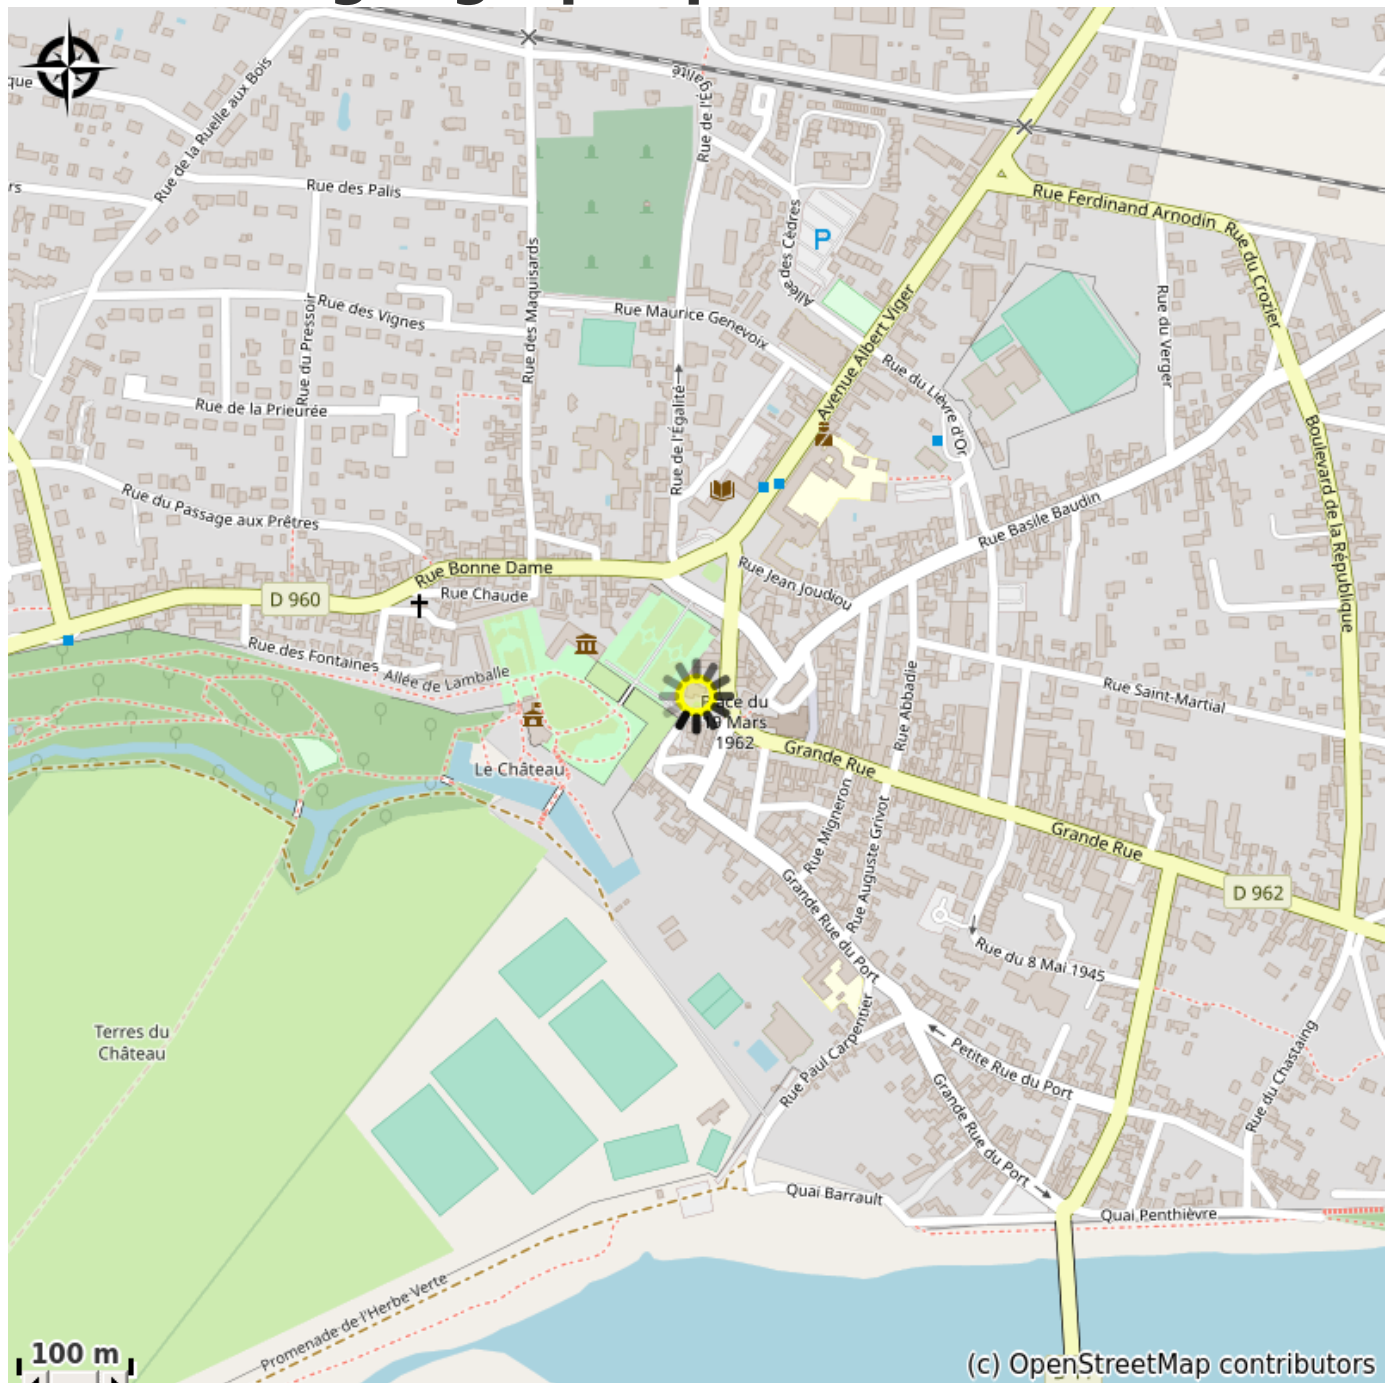 que
Rue de la Ruelle aux Bois
Rue de l'Égalité
rs
Rue des Palis
Rue Ferdinand Arnodin
Rue du Crozier
Allée des Cèdres
P
Rue des Maquisards
Rue des Vignes
Rue du Pressoir
Rue Maurice Genevoix
Avenue Albert Viger
Rue du Verger
Rue du Lièvre d'Or
Rue de la Prieurée
Rue de l'Égalité
Boulevard de la République
Rue du Passage aux Prêtres
Rue Basile Baudin
Rue Bonne Dame
Rue Jean Joudiou
D 960
Rue Chaude
Rue des Fontaines
Allée de Lamballe
Rue Abbadie
Rue Saint-Martial
Mars
1962
Grande Rue
Le Château
Rue Migneron
Rue Auguste Grivot
Grande Rue
D 962
Grande Rue du Port
Rue du 8 Mai 1945
Terres du
Château
Rue Paul Carpentier
Petite Rue du Port
Rue du Chastaing
Grande Rue du Port
Quai Barrault
Quai Penthièvre
Promenade de l'Herbe Verte
100 m
(c) OpenStreetMap contributors